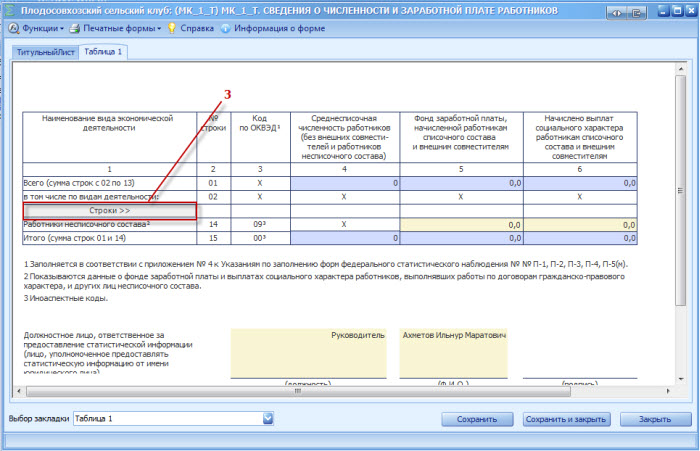 Плодосовхозский сельский клуб: (МК_1_Т) МК_1_Т. СВЕДЕНИЯ О ЧИСЛЕННОСТИ И ЗАРАБОТНОЙ ПЛАТЕ РАБОТНИКОВ
Функции Печатные формы Справка Информация о форме
ТитульныйЛист Таблица 1
3
Наименование вида экономической деятельности
№ строки
Код по ОКВЭД³
Среднесписочная численность работников (без внешних совмести- телей и работников несписочного состава)
Фонд заработной платы, начисленной работникам списочного состава и внешним совместителям
Начислено выплат социального характера работникам списочного состава и внешним совместителям
1 2 3 4 5 6
Всего (сумма строк с 02 по 13) 01 X 0 0,0 0,0
в том числе по видам деятельности: 02 X X X X
Строки >>
Работники несписочного состава² 14 09³ X 0,0 0,0
Итого (сумма строк 01 и 14) 15 00³ 0 0,0 0,0
1 Заполняется в соответствии с приложением № 4 к Указаниям по заполнению форм федерального статистического наблюдения № № П-1, П-2, П-3, П-4, П-5(м).
2 Показываются данные о фонде заработной платы и выплатах социального характера работников, выполнявших работы по договорам гражданско-правового
характера, и других лиц несписочного состава.
3 Иноаспектные коды.
Должностное лицо, ответственное за
предоставление статистической информации
(лицо, уполномоченное предоставлять
статистическую информацию от имени
юридического лица)
Руководитель Ахметов Ильнур Маратович
(должность) (Ф.И.О.) (подпись)
Выбор закладки Таблица 1 Сохранить Сохранить и закрыть Закрыть